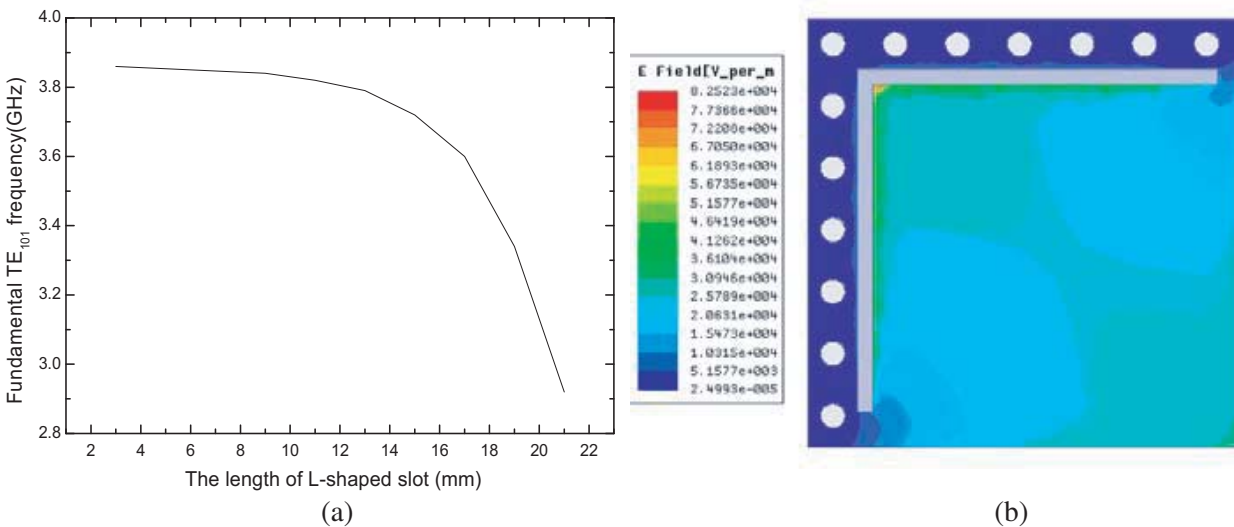 4.0
3.8
3.6
3.4
3.2
3.0
2.8
Fundamental TE101 frequency(GHz)
2 4 6 8 10 12 14 16 18 20 22
The length of L-shaped slot (mm)
(a)
E Field[V_per_m
8.2523e+004
7.7366e+004
7.2208e+004
6.7050e+004
6.1893e+004
5.6735e+004
5.1577e+004
4.6419e+004
4.1262e+004
3.6104e+004
3.0946e+004
2.5789e+004
2.0631e+004
1.5473e+004
1.0315e+004
5.1577e+003
2.4993e-005
(b)